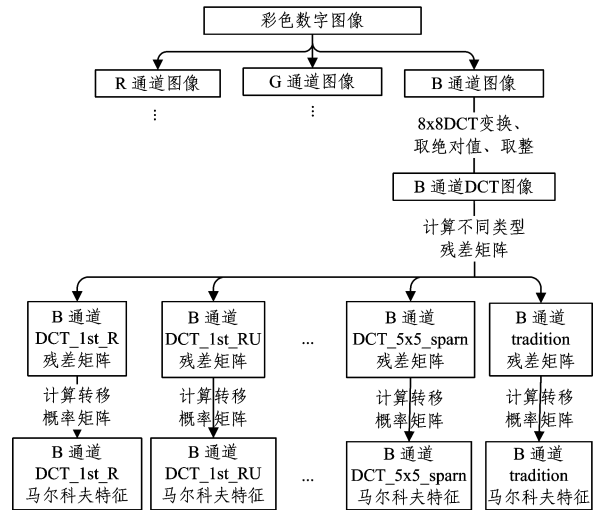 彩色数字图像
R 通道图像
G 通道图像
B 通道图像
⋮
⋮
8x8DCT变换、
取绝对值、取整
B 通道DCT图像
计算不同类型
残差矩阵
B 通道
DCT_1st_R
残差矩阵
B 通道
DCT_1st_RU
残差矩阵
...
B 通道
DCT_5x5_sparn
残差矩阵
B 通道
tradition
残差矩阵
计算转移
概率矩阵
计算转移
概率矩阵
计算转移
概率矩阵
计算转移
概率矩阵
B 通道
DCT_1st_R
马尔科夫特征
B 通道
DCT_1st_RU
马尔科夫特征
...
B 通道
DCT_5x5_sparn
马尔科夫特征
B 通道
tradition
马尔科夫特征